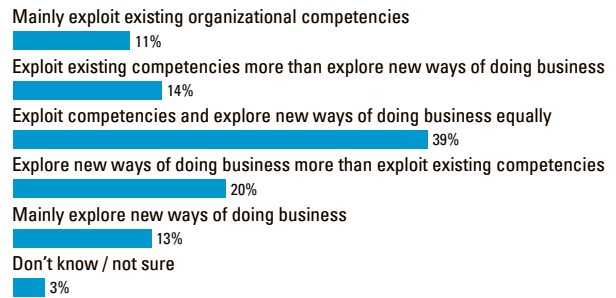 Mainly exploit existing organizational competencies
11%
Exploit existing competencies more than explore new ways of doing business
14%
Exploit competencies and explore new ways of doing business equally
39%
Explore new ways of doing business more than exploit existing competencies
20%
Mainly explore new ways of doing business
13%
Don’t know / not sure
3%